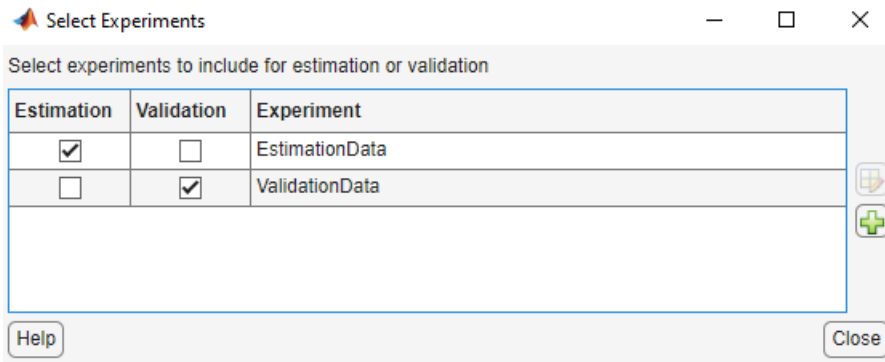 Select Experiments
Select experiments to include for estimation or validation
Estimation Validation Experiment
EstimationData
ValidationData
Help Close